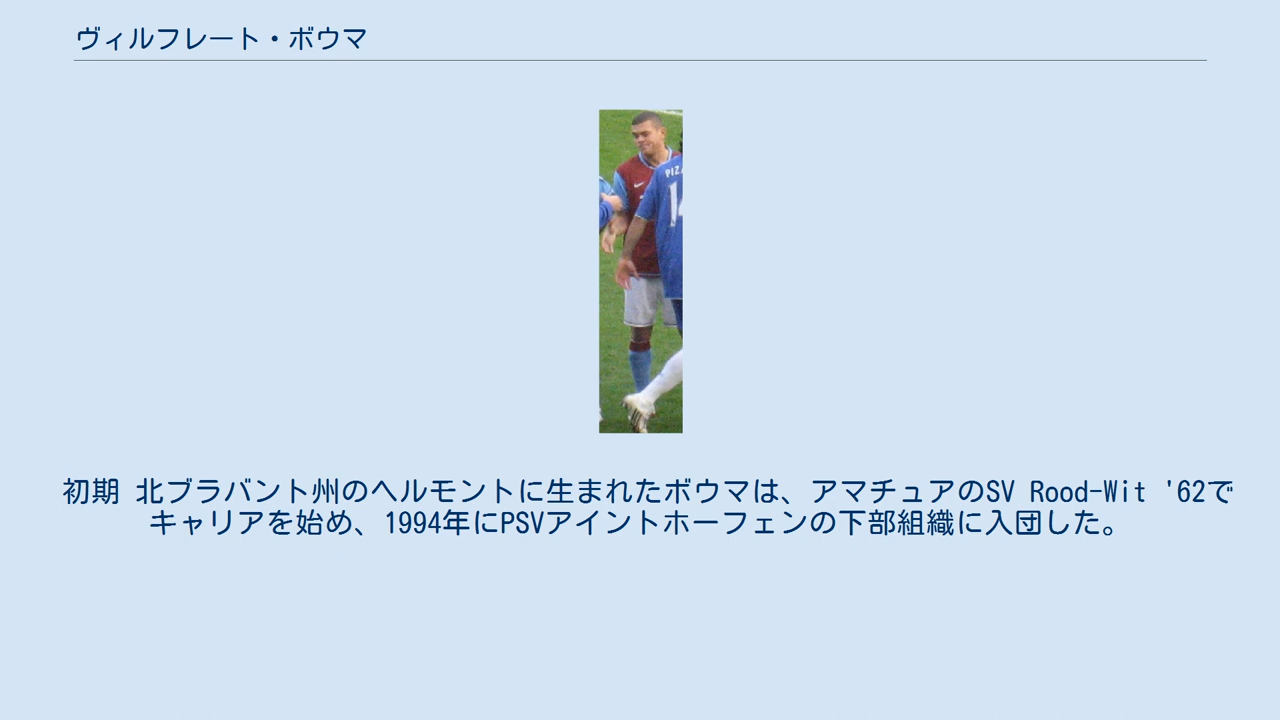 ヴィルフレート・ボウマ
PIZ
14
初期 北ブラバント州のヘルモントに生まれたボウマは、アマチュアのSV Rood-Wit '62で
キャリアを始め、1994年にPSVアイントホーフェンの下部組織に入団した。